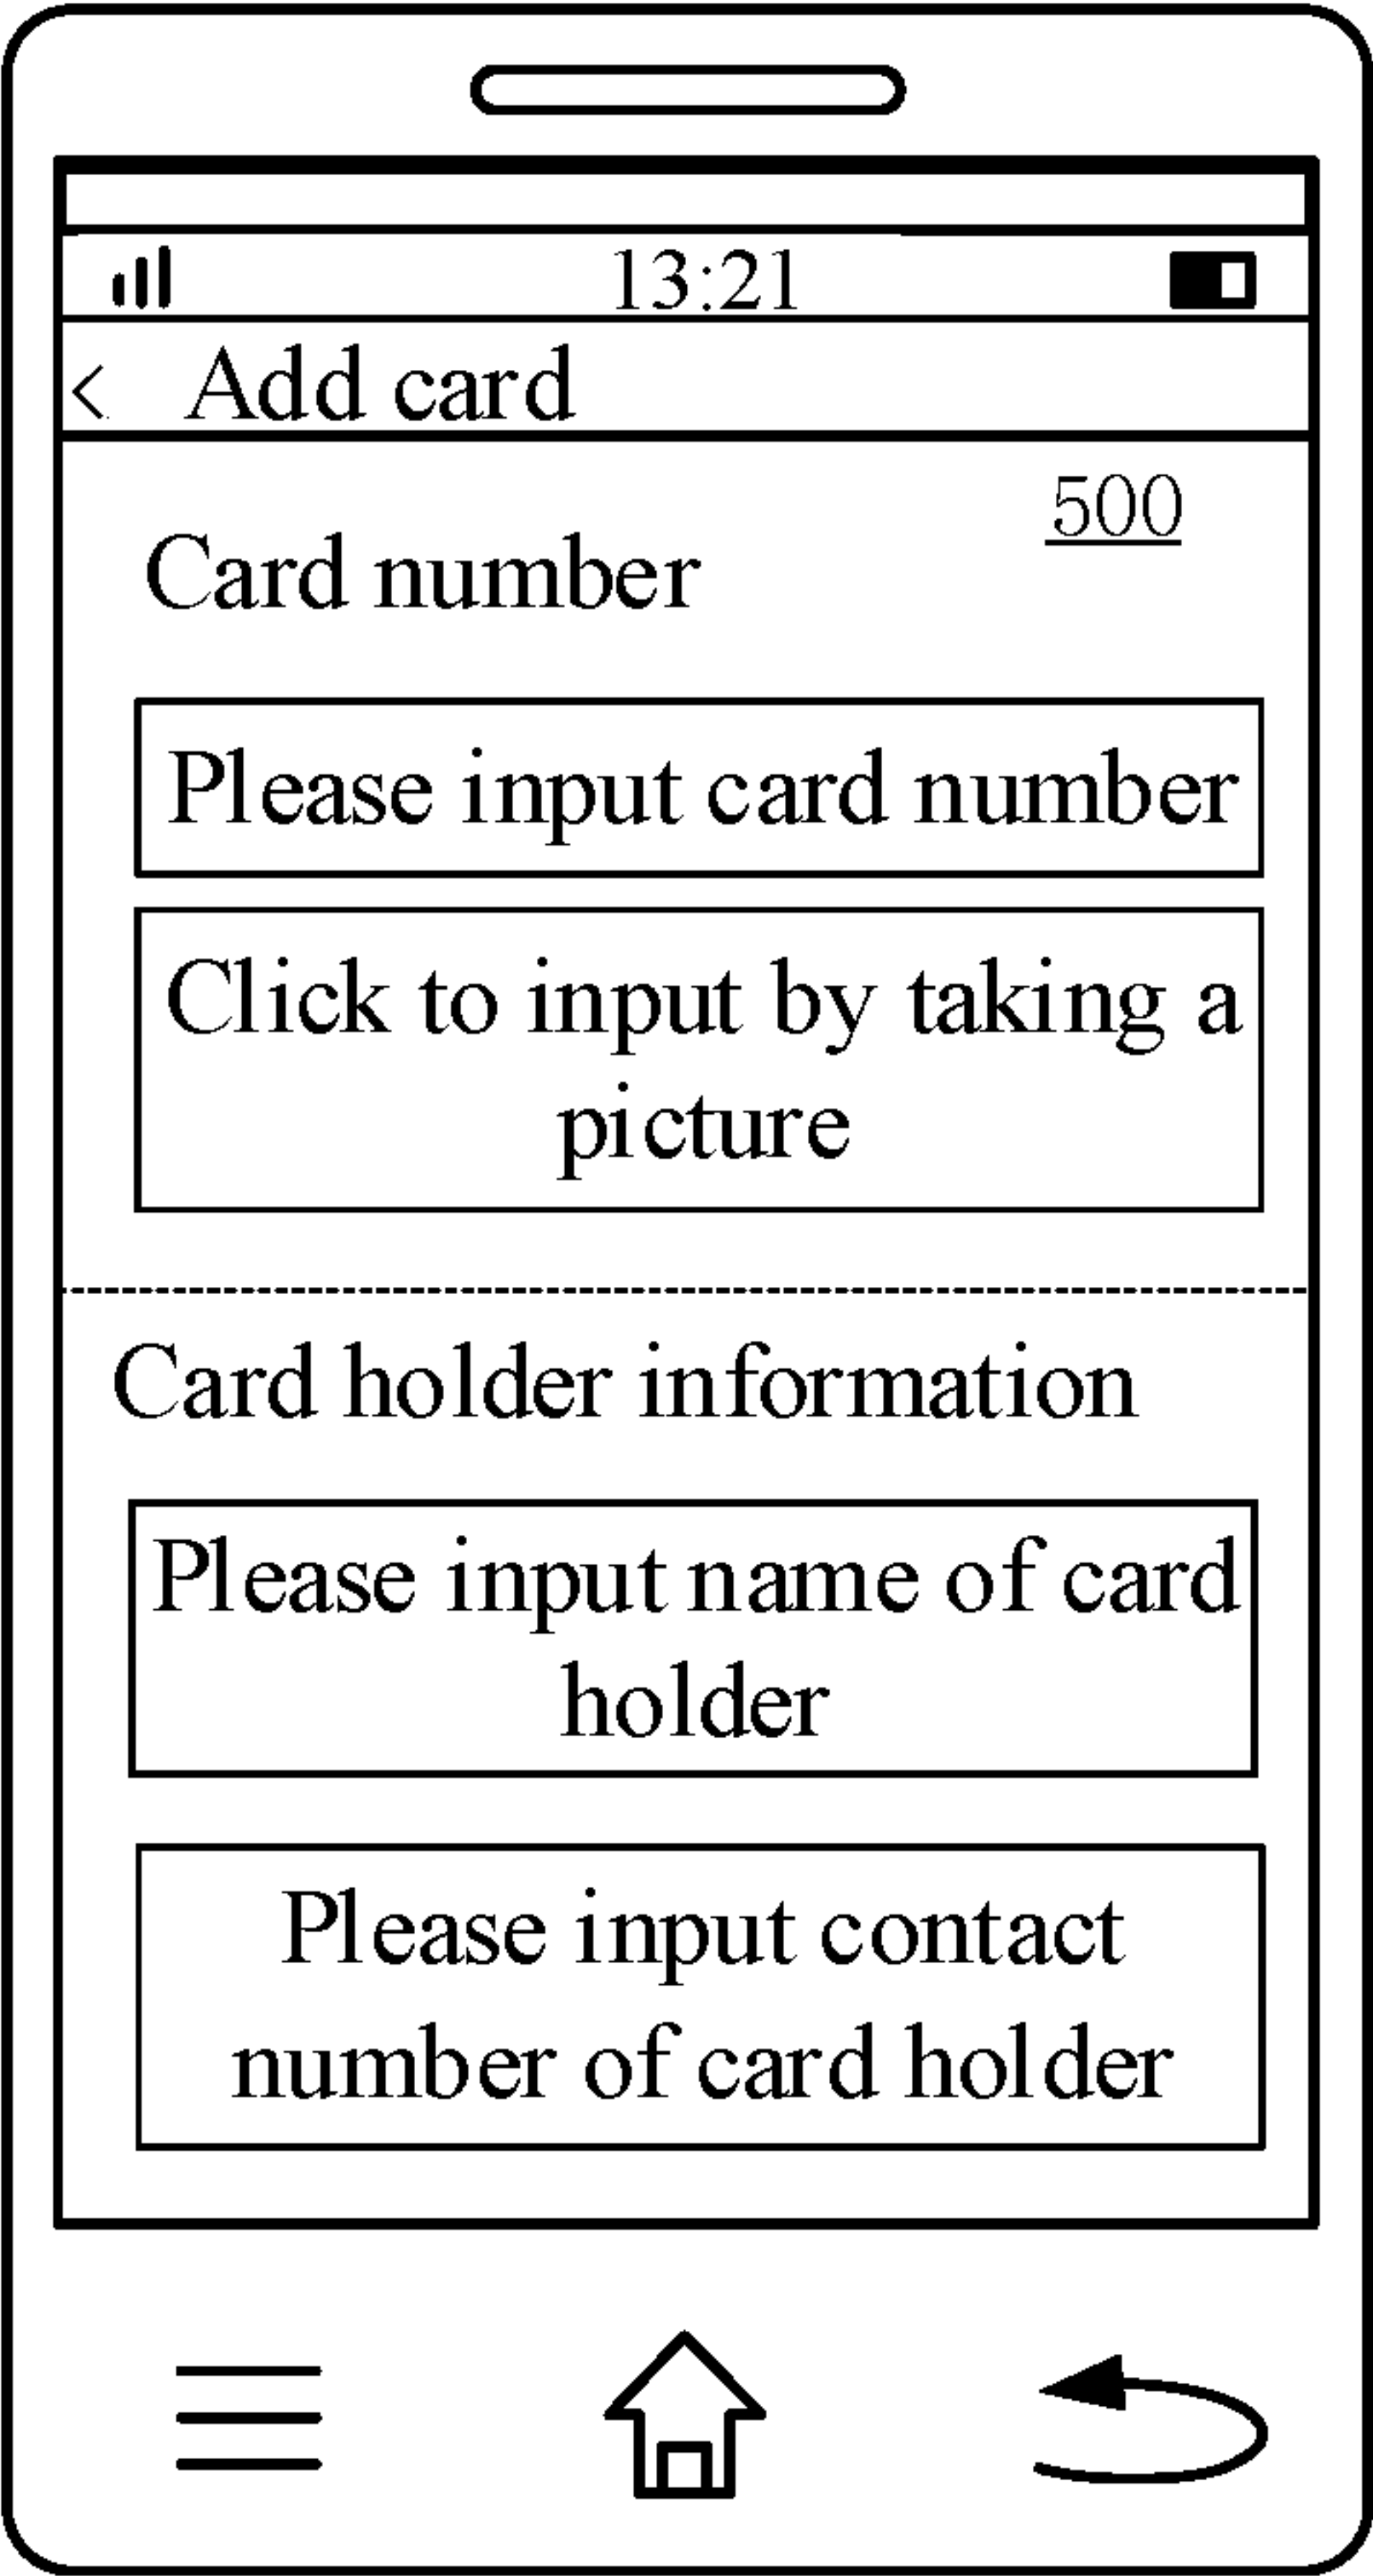 13:21
< Add card
500
Card number
Please input card number
Click to input by taking a
picture
Card holder information
Please input name of card
holder
Please input contact
number of card holder